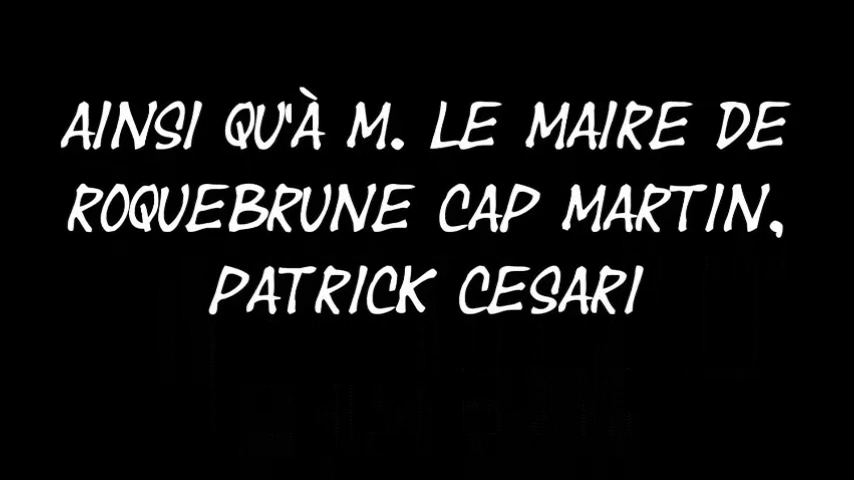 AINSI QU'À M. LE MAIRE DE
ROQUEBRUNE CAP MARTIN,
PATRICK CESARI